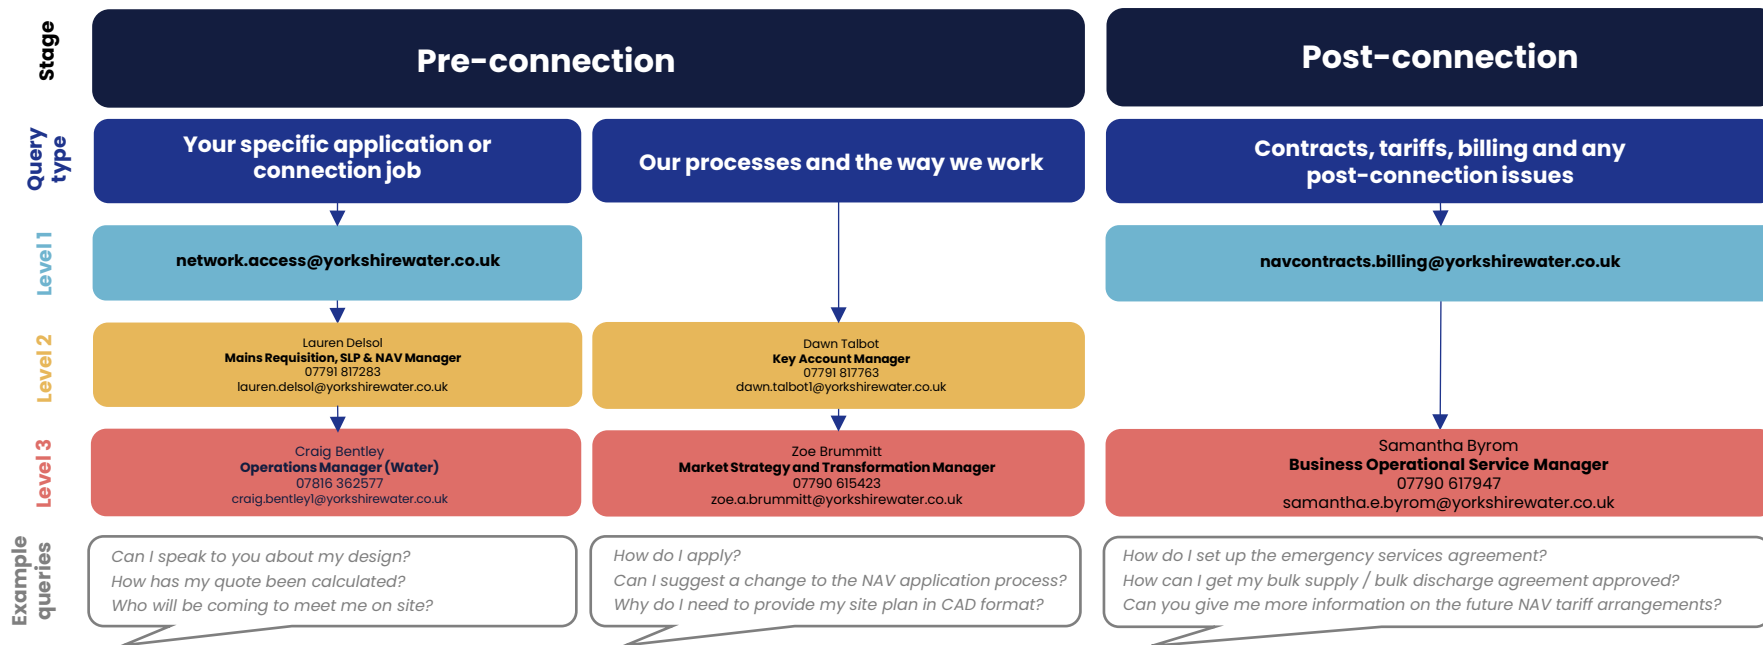 Stage
Pre-connection
Post-connection
Query
type
Your specific application or
connection job
Our processes and the way we work
Contracts, tariffs, billing and any
post-connection issues
Level 1
network.access@yorkshirewater.co.uk
navcontracts.billing@yorkshirewater.co.uk
Level 2
Lauren Delsol
Mains Requisition, SLP & NAV Manager
07791 817283
lauren.delsol@yorkshirewater.co.uk
Dawn Talbot
Key Account Manager
07791 817763
dawn.talbot1@yorkshirewater.co.uk
Level 3
Craig Bentley
Operations Manager (Water)
07816 362577
craig.bentley1@yorkshirewater.co.uk
Zoe Brummitt
Market Strategy and Transformation Manager
07790 615423
zoe.a.brummitt@yorkshirewater.co.uk
Samantha Byrom
Business Operational Service Manager
07790 617947
samantha.e.byrom@yorkshirewater.co.uk
Example
queries
Can I speak to you about my design?
How has my quote been calculated?
Who will be coming to meet me on site?
How do I apply?
Can I suggest a change to the NAV application process?
Why do I need to provide my site plan in CAD format?
How do I set up the emergency services agreement?
How can I get my bulk supply / bulk discharge agreement approved?
Can you give me more information on the future NAV tariff arrangements?